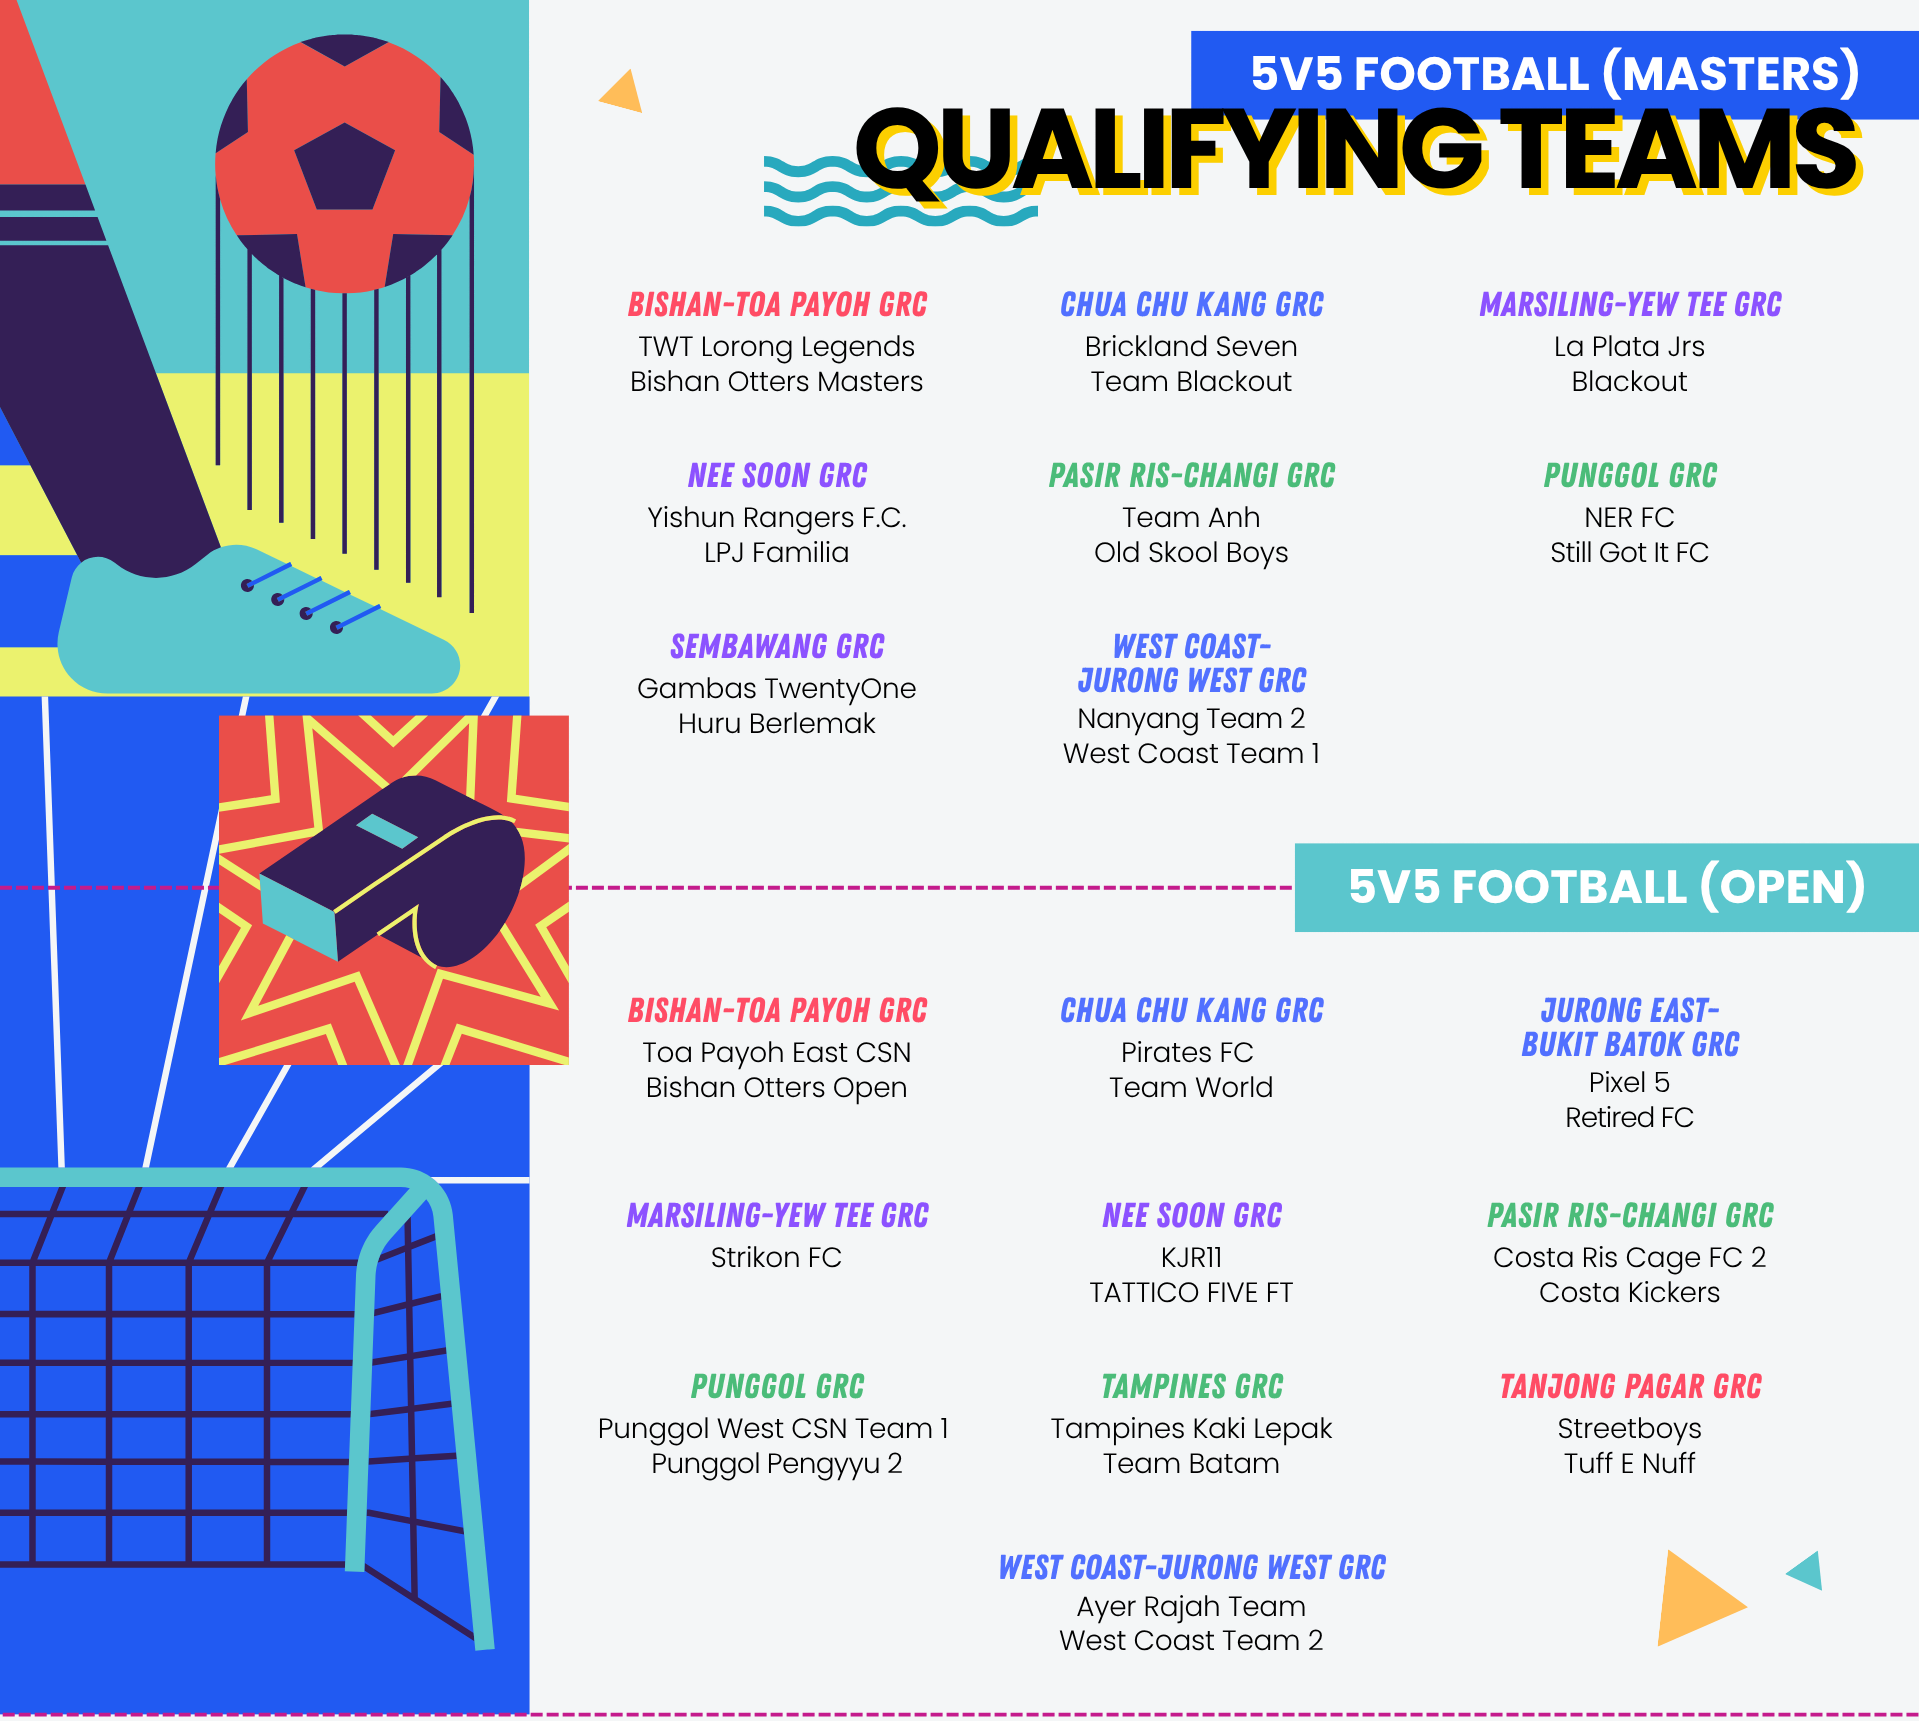 5V5 FOOTBALL (MASTERS)
QUALIFYING TEAMS
BISHAN-TOA PAYOH GRC
TWT Lorong Legends
Bishan Otters Masters
CHUA CHU KANG GRC
Brickland Seven
Team Blackout
MARSILING-YEW TEE GRC
La Plata Jrs
Blackout
NEE SOON GRC
Yishun Rangers F.C.
LPJ Familia
PASIR RIS-CHANGI GRC
Team Anh
Old Skool Boys
PUNGGOL GRC
NER FC
Still Got It FC
SEMBAWANG GRC
Gambas TwentyOne
Huru Berlemak
WEST COAST-
JURONG WEST GRC
Nanyang Team 2
West Coast Team 1
5V5 FOOTBALL (OPEN)
BISHAN-TOA PAYOH GRC
Toa Payoh East CSN
Bishan Otters Open
CHUA CHU KANG GRC
Pirates FC
Team World
JURONG EAST-
BUKIT BATOK GRC
Pixel 5
Retired FC
MARSILING-YEW TEE GRC
Strikon FC
NEE SOON GRC
KJR11
TATTICO FIVE FT
PASIR RIS-CHANGI GRC
Costa Ris Cage FC 2
Costa Kickers
PUNGGOL GRC
Punggol West CSN Team 1
Punggol Pengyyu 2
TAMPINES GRC
Tampines Kaki Lepak
Team Batam
TANJONG PAGAR GRC
Streetboys
Tuff E Nuff
WEST COAST-JURONG WEST GRC
Ayer Rajah Team
West Coast Team 2